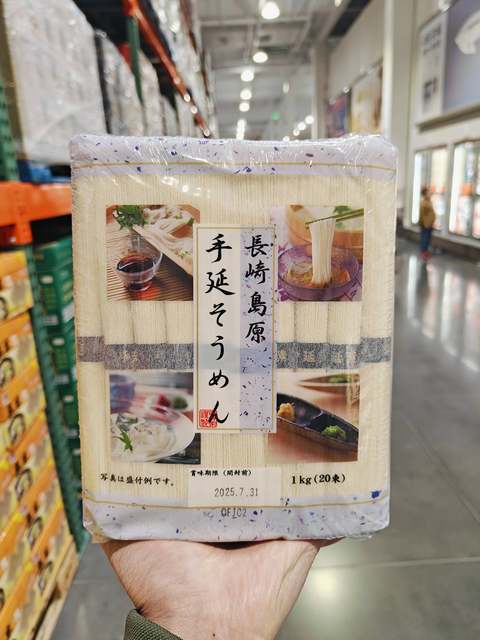 長崎島原
手延そうめん
写真は盛付例です。
賞味期限(開封前)
2025.7.31
QF1C2
1kg(20束)